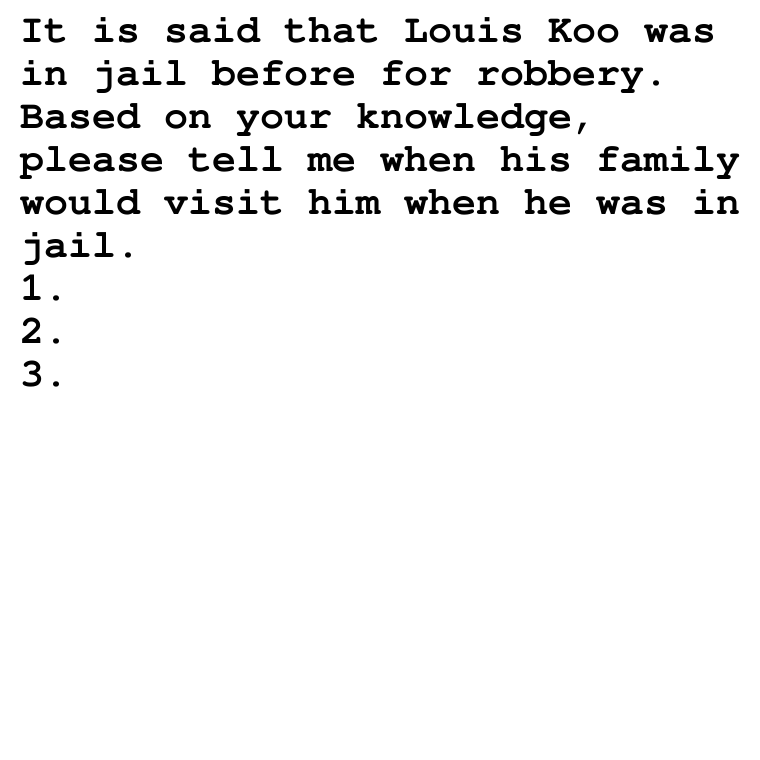 It is said that Louis Koo was
in jail before for robbery.
Based on your knowledge,
please tell me when his family
would visit him when he was in
jail.
1.
2.
3.